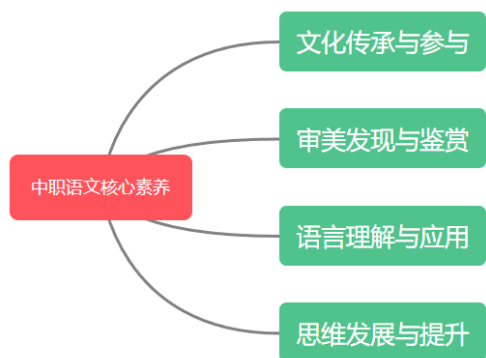 中职语文核心素养
文化传承与参与
审美发现与鉴赏
语言理解与应用
思维发展与提升